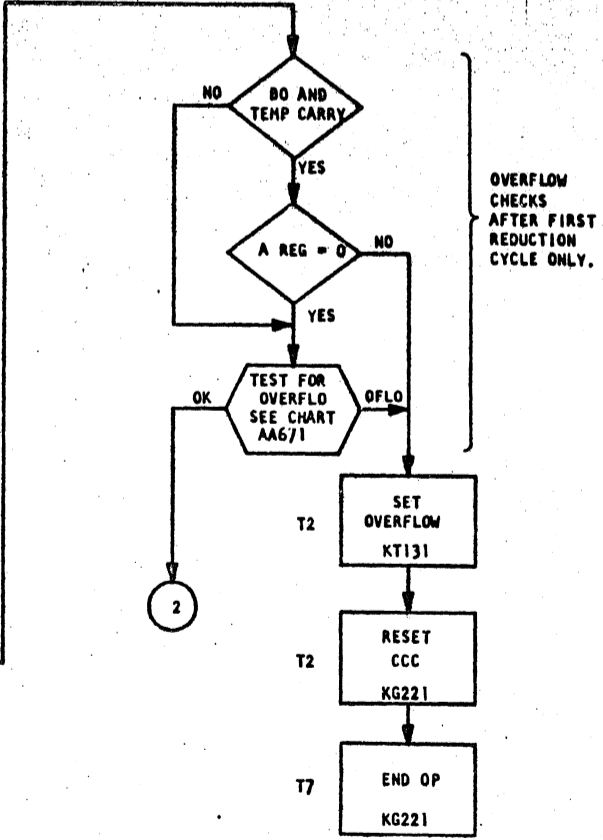 NO
BO AND
TEMP CARRY
YES
OVERFLOW
CHECKS
AFTER FIRST
REDUCTION
CYCLE ONLY.
A REG = 0
NO
YES
TEST FOR
OVERFLO
SEE CHART
AA671
OK
OFLO
T2
SET
OVERFLOW
KT131
2
T2
RESET
CCC
KG221
T7
END OP
KG221